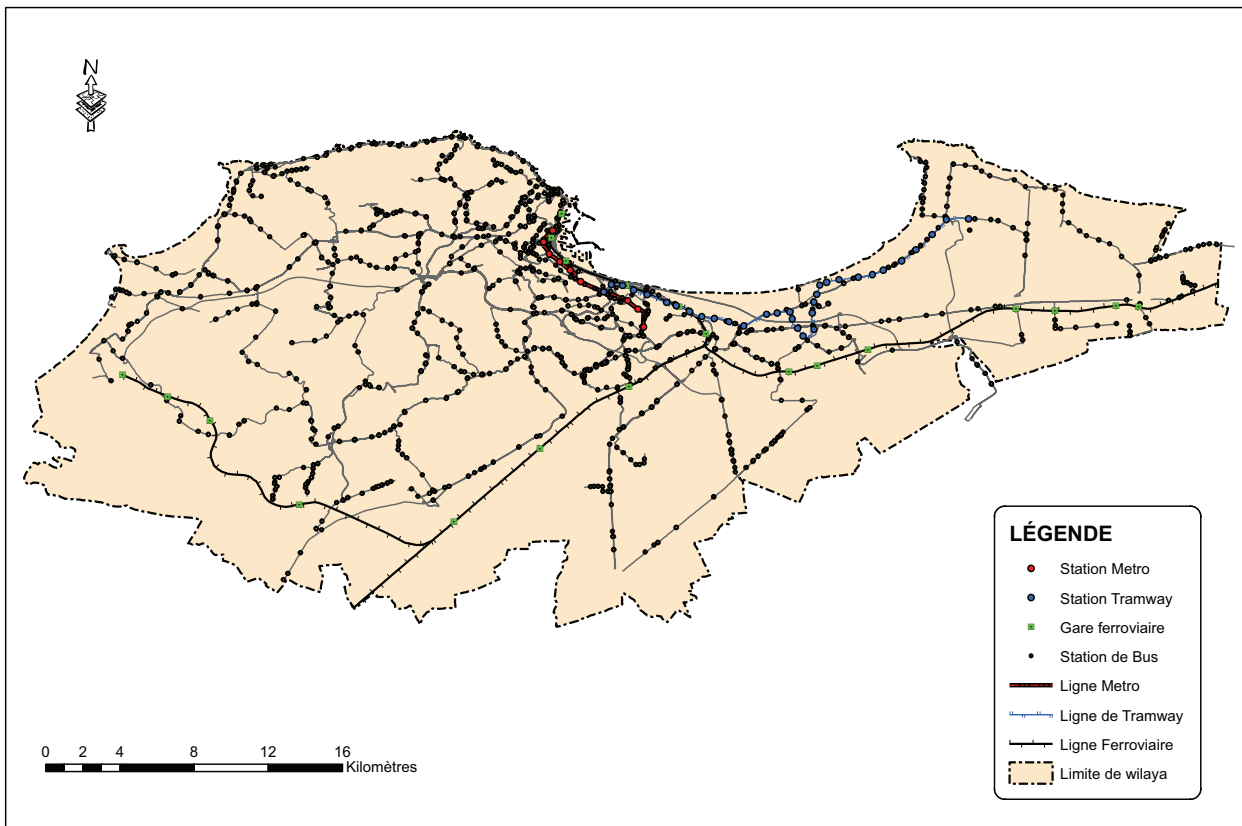 N
LÉGENDE
Station Metro
Station Tramway
Gare ferroviaire
Station de Bus
Ligne Metro
Ligne de Tramway
Ligne Ferroviaire
Limite de wilaya
0 2 4 8 12 16
Kilomètres